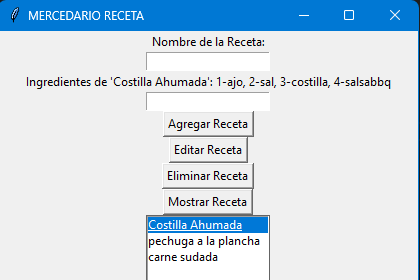 MERCEDARIO RECETA
Nombre de la Receta:
Ingredientes de 'Costilla Ahumada': 1-ajo, 2-sal, 3-costilla, 4-salsabbq
Agregar Receta
Editar Receta
Eliminar Receta
Mostrar Receta
Costilla Ahumada
pechuga a la plancha
carne sudada